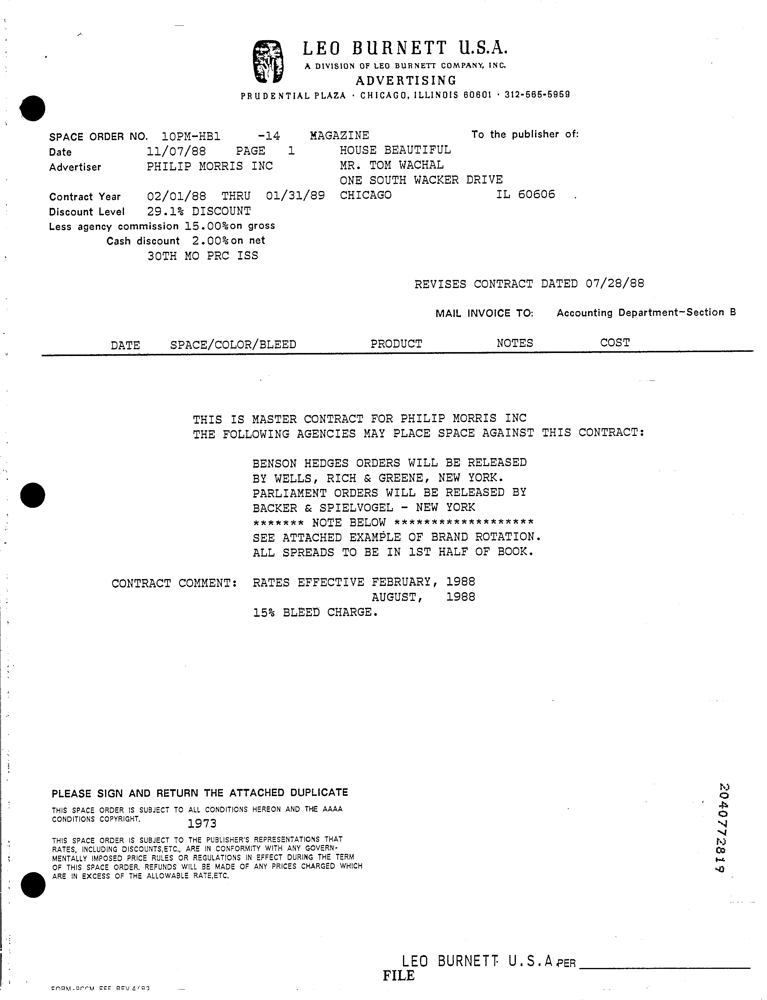 LEO BURNETT U.S.A.
A DIVISION OF LEO BURNETT COMPANY, INC.
ADVERTISING
PRUDENTIAL PLAZA · CHICAGO, ILLINOIS 60601 · 312-565-5959
SPACE ORDER NO. 10PM-HB1 -14 MAGAZINE To the publisher of:
Date 11/07/88 PAGE 1 HOUSE BEAUTIFUL
Advertiser PHILIP MORRIS INC MR. TOM WACHAL
ONE SOUTH WACKER DRIVE
Contract Year 02/01/88 THRU 01/31/89 CHICAGO IL 60606
Discount Level 29.1% DISCOUNT
Less agency commission 15.00%on gross
Cash discount 2.00%on net
30TH MO PRC ISS
REVISES CONTRACT DATED 07/28/88
MAIL INVOICE TO: Accounting Department-Section B
DATE SPACE/COLOR/BLEED PRODUCT NOTES COST
THIS IS MASTER CONTRACT FOR PHILIP MORRIS INC
THE FOLLOWING AGENCIES MAY PLACE SPACE AGAINST THIS CONTRACT:
BENSON HEDGES ORDERS WILL BE RELEASED
BY WELLS, RICH & GREENE, NEW YORK.
PARLIAMENT ORDERS WILL BE RELEASED BY
BACKER & SPIELVOGEL - NEW YORK
******* NOTE BELOW *******************
SEE ATTACHED EXAMPLE OF BRAND ROTATION.
ALL SPREADS TO BE IN 1ST HALF OF BOOK.
CONTRACT COMMENT: RATES EFFECTIVE FEBRUARY, 1988
AUGUST, 1988
15% BLEED CHARGE.
PLEASE SIGN AND RETURN THE ATTACHED DUPLICATE
THIS SPACE ORDER IS SUBJECT TO ALL CONDITIONS HEREON AND THE AAAA
CONDITIONS COPYRIGHT. 1973
THIS SPACE ORDER IS SUBJECT TO THE PUBLISHER'S REPRESENTATIONS THAT
RATES, INCLUDING DISCOUNTS,ETC., ARE IN CONFORMITY WITH ANY GOVERN-
MENTALLY IMPOSED PRICE RULES OR REGULATIONS IN EFFECT DURING THE TERM
OF THIS SPACE ORDER. REFUNDS WILL BE MADE OF ANY PRICES CHARGED WHICH
ARE IN EXCESS OF THE ALLOWABLE RATE,ETC.
2040772819
LEO BURNETT U.S.A PER
FILE